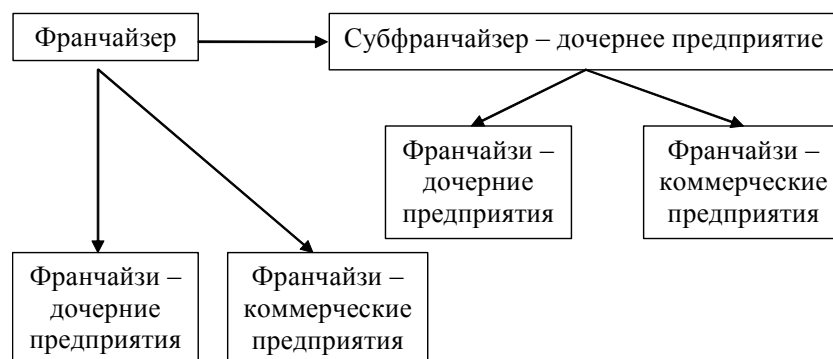 Франчайзер
Субфранчайзер – дочернее предприятие
Франчайзи –
дочерние
предприятия
Франчайзи –
коммерческие
предприятия
Франчайзи –
дочерние
предприятия
Франчайзи –
коммерческие
предприятия